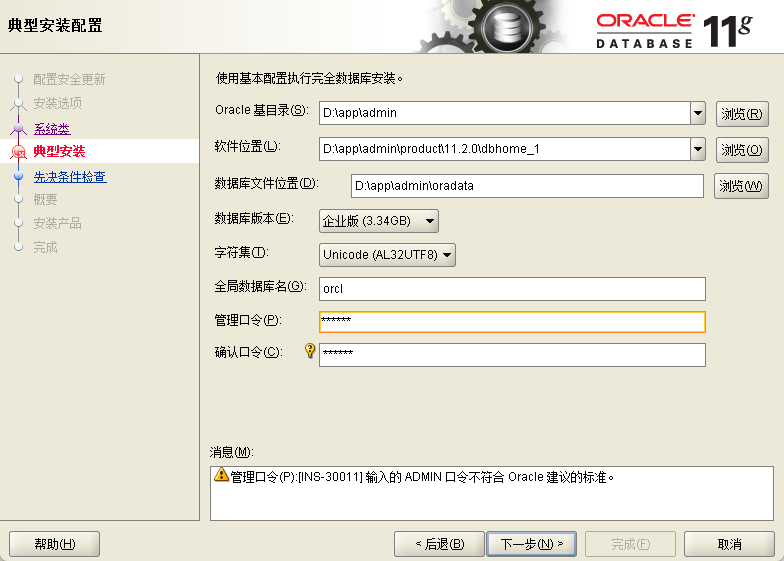 典型安装配置
ORACLE
DATABASE 11g
配置安全更新
安装选项
系统类
典型安装
先决条件检查
概要
安装产品
完成
使用基本配置执行完全数据库安装。
Oracle 基目录(S): D:\app\admin 浏览(R)
软件位置(L): D:\app\admin\product\11.2.0\dbhome_1 浏览(O)
数据库文件位置(D): D:\app\admin\oradata 浏览(W)
数据库版本(E): 企业版 (3.34GB)
字符集(T): Unicode (AL32UTF8)
全局数据库名(G): orcl
管理口令(P): ******
确认口令(C): ******
消息(M):
管理口令(P):[INS-30011] 输入的 ADMIN 口令不符合 Oracle 建议的标准。
帮助(H) < 后退(B) 下一步(N) > 完成(F) 取消